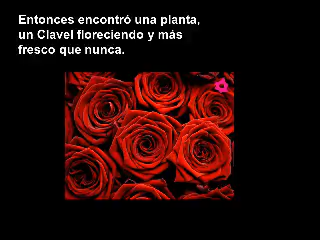 Entonces encontró una planta,
un Clavel floreciendo y más
fresco que nunca.